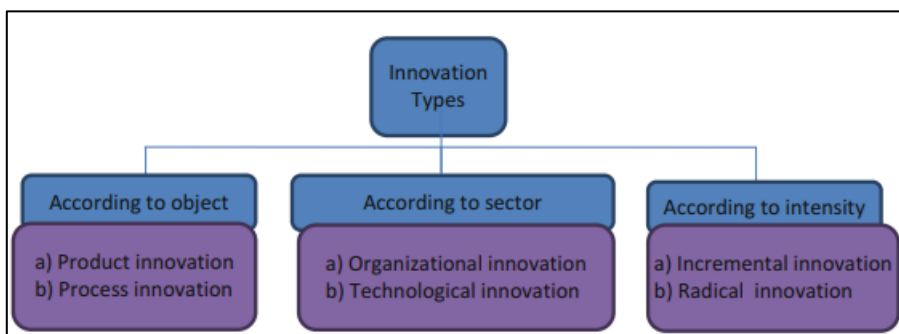 Innovation
Types
According to object
a) Product innovation
b) Process innovation
According to sector
a) Organizational innovation
b) Technological innovation
According to intensity
a) Incremental innovation
b) Radical innovation